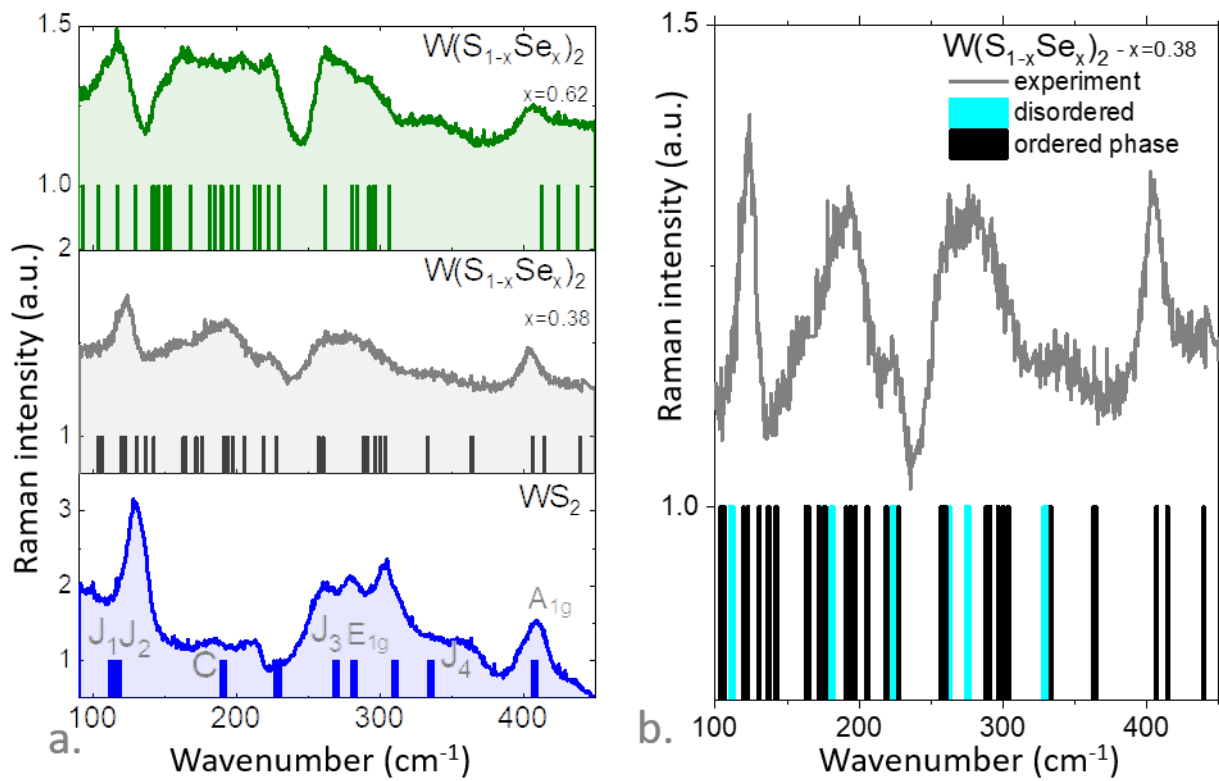 1.5
W(S1-xSex)2
x=0.62
1.0
2
W(S1-xSex)2
x=0.38
1
WS2
3
2
1
J1
J2
C
J3
E1g
J4
A1g
100
200
300
400
Raman intensity (a.u.)
Wavenumber (cm-1)
a.
b.
1.5
W(S1-xSex)2 - x=0.38
experiment
disordered
ordered phase
1.0
100
200
300
400
Raman intensity (a.u.)
Wavenumber (cm-1)